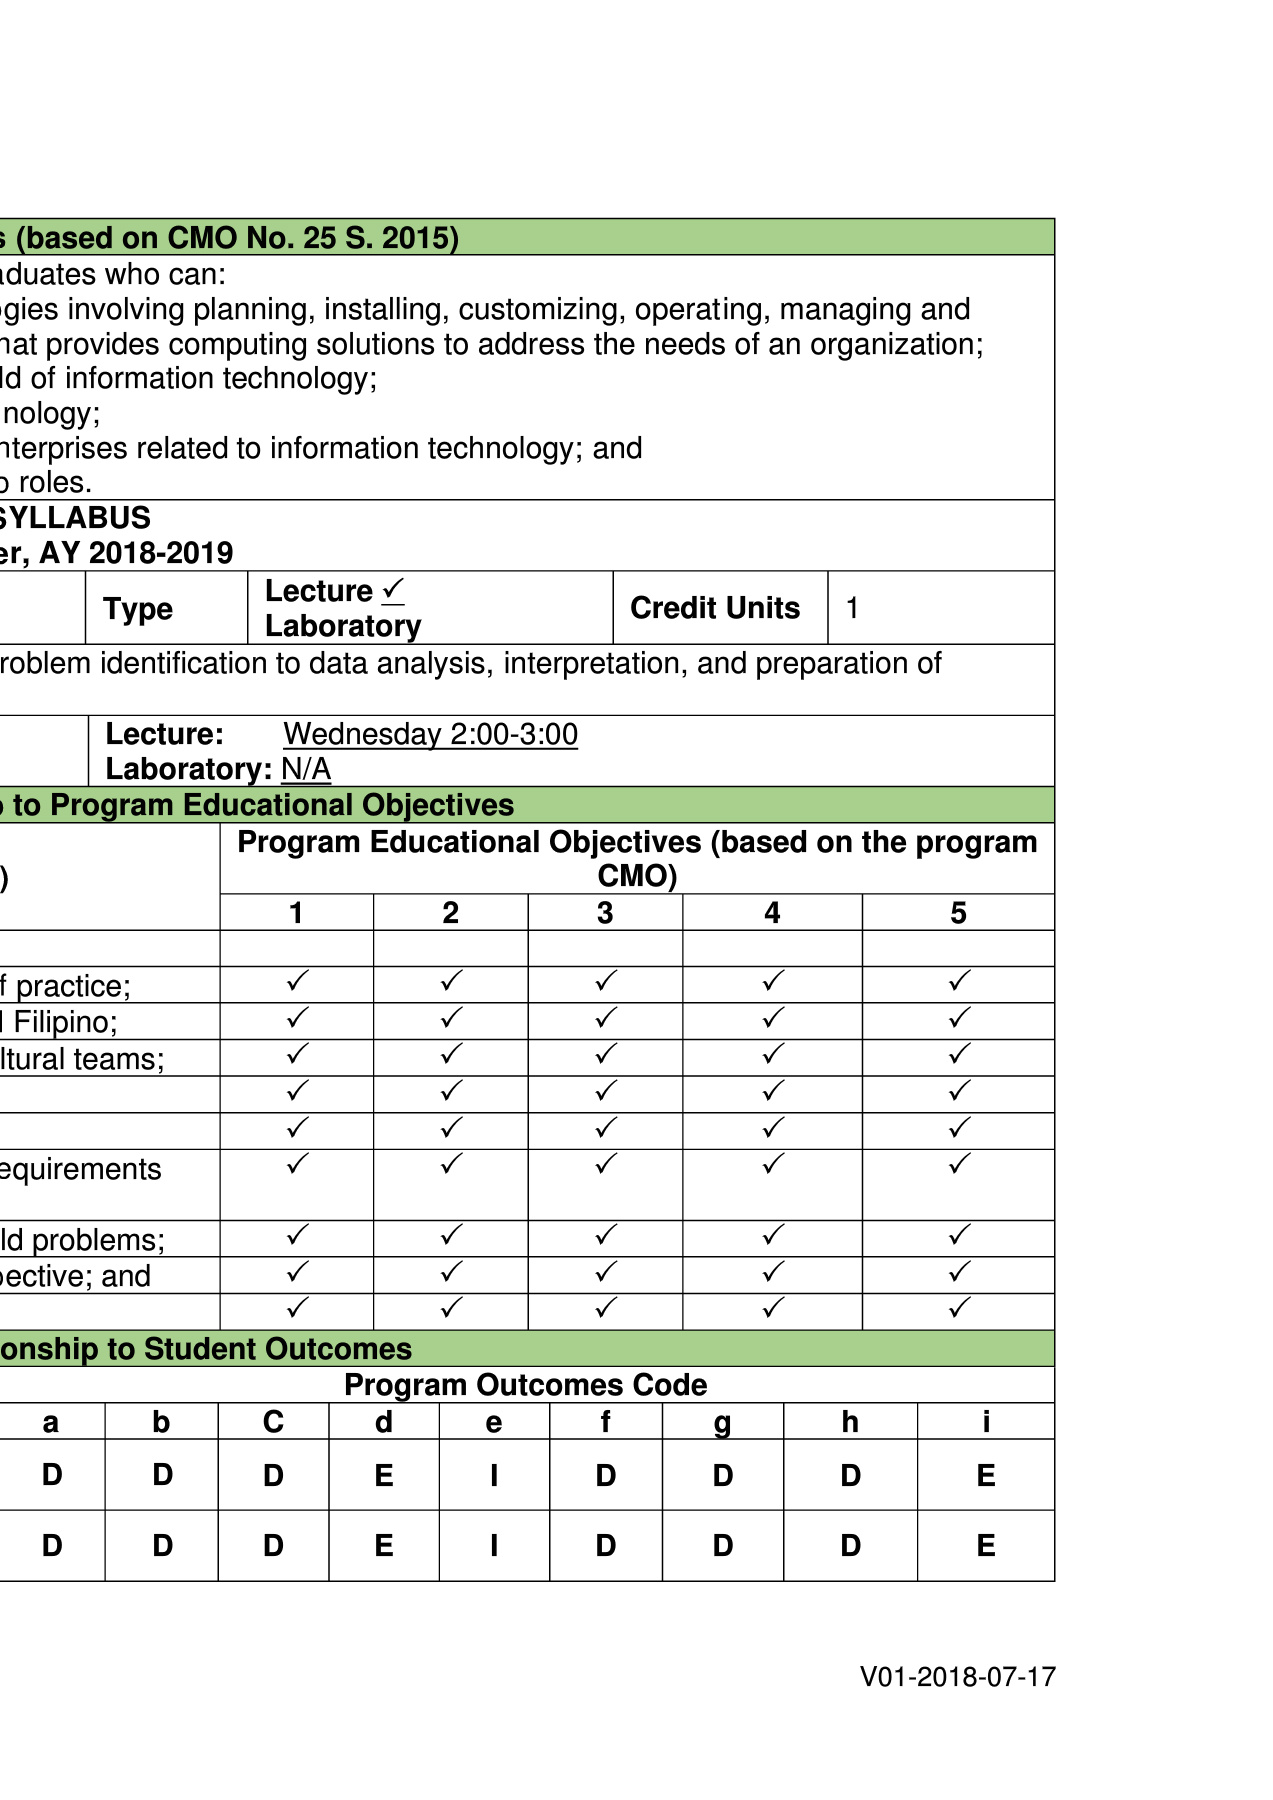 s (based on CMO No. 25 S. 2015)
aduates who can:
ogies involving planning, installing, customizing, operating, managing and
hat provides computing solutions to address the needs of an organization;
ld of information technology;
nology;
nterprises related to information technology; and
o roles.
SYLLABUS
er, AY 2018-2019
Type Lecture ✓ Credit Units 1
Laboratory
roblem identification to data analysis, interpretation, and preparation of
Lecture: Wednesday 2:00-3:00
Laboratory: N/A
p to Program Educational Objectives
Program Educational Objectives (based on the program
CMO)
)
1 2 3 4 5
f practice; ✓ ✓ ✓ ✓ ✓
d Filipino; ✓ ✓ ✓ ✓ ✓
ltural teams; ✓ ✓ ✓ ✓ ✓
✓ ✓ ✓ ✓ ✓
✓ ✓ ✓ ✓ ✓
equirements ✓ ✓ ✓ ✓ ✓
ld problems; ✓ ✓ ✓ ✓ ✓
pective; and ✓ ✓ ✓ ✓ ✓
✓ ✓ ✓ ✓ ✓
onship to Student Outcomes
Program Outcomes Code
a b C d e f g h i
D D D E I D D D E
D D D E I D D D E
V01-2018-07-17